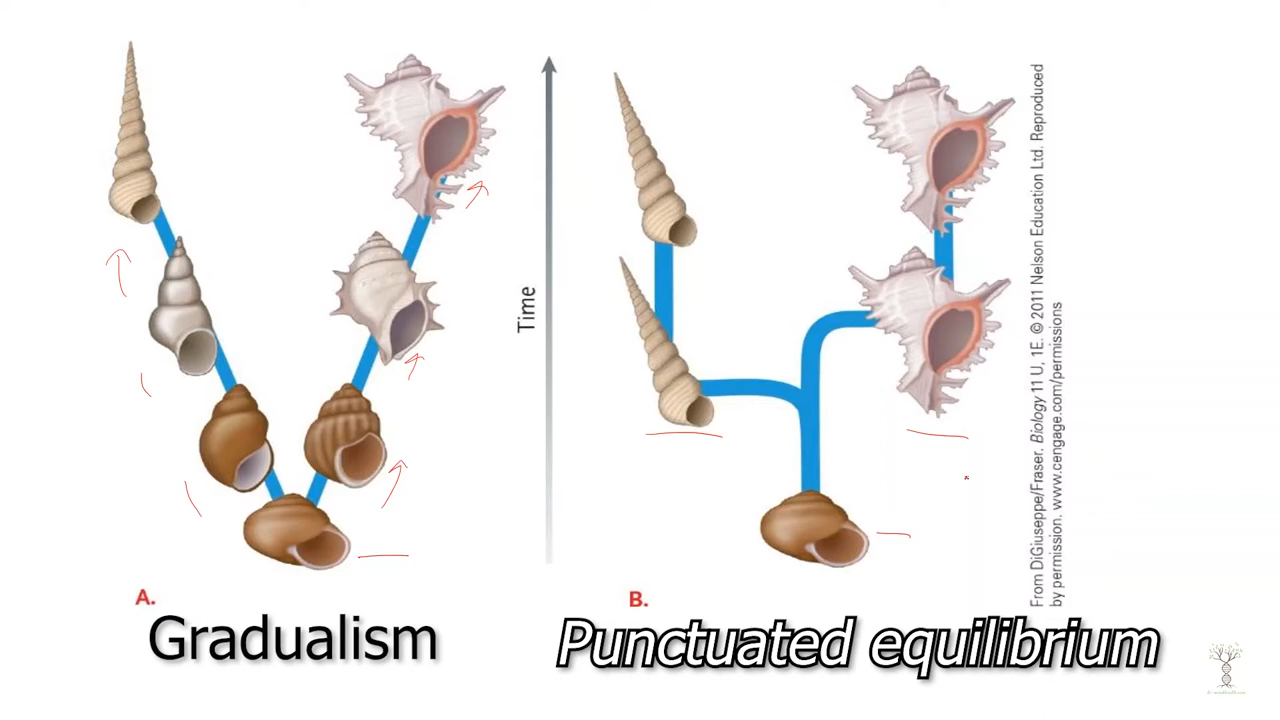 Time
A.
Gradualism
B.
Punctuated equilibrium
From DiGiuseppe/Fraser. Biology 11 U, 1E. © 2011 Nelson Education Ltd. Reproduced
by permission. www.cengage.com/permissions